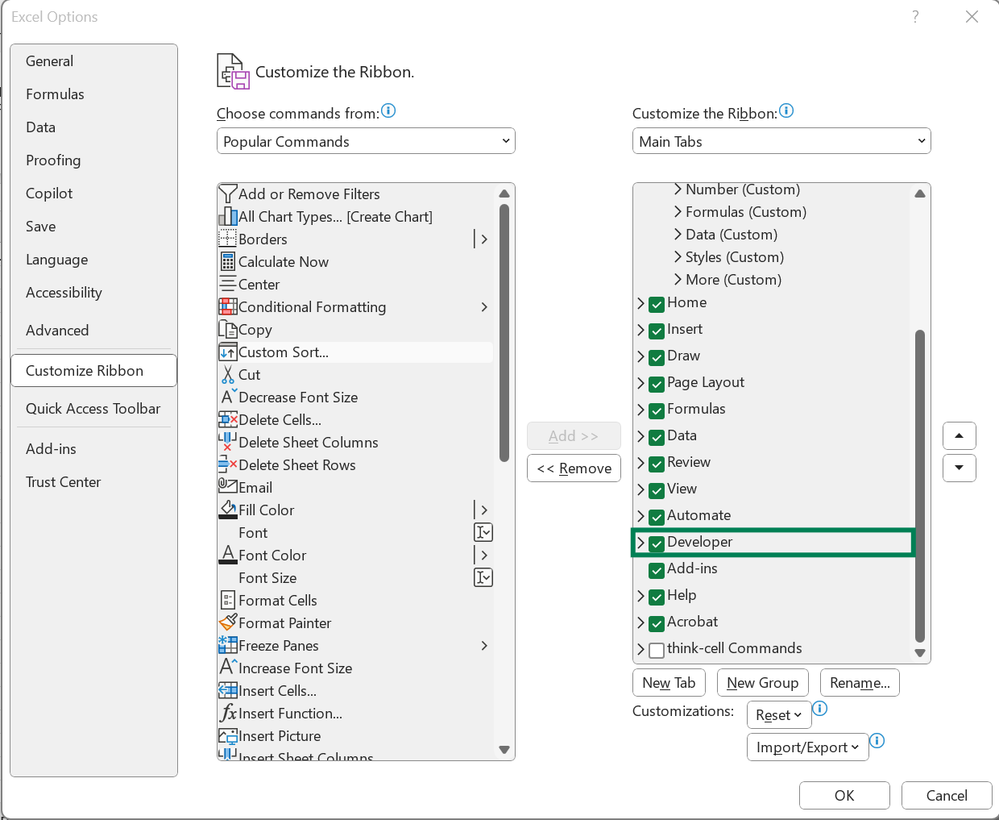 Excel Options
?
General
Formulas
Data
Proofing
Copilot
Save
Language
Accessibility
Advanced
Customize Ribbon
Quick Access Toolbar
Add-ins
Trust Center
Customize the Ribbon.
Choose commands from:
Popular Commands
Add or Remove Filters
All Chart Types... [Create Chart]
Borders
Calculate Now
Center
Conditional Formatting
Copy
Custom Sort...
Cut
Decrease Font Size
Delete Cells...
Delete Sheet Columns
Delete Sheet Rows
Email
Fill Color
Font
Font Color
Font Size
Format Cells
Format Painter
Freeze Panes
Increase Font Size
Insert Cells...
Insert Function...
Insert Picture
Insert Sheet Columns
Add >>
<< Remove
Customize the Ribbon:
Main Tabs
Number (Custom)
Formulas (Custom)
Data (Custom)
Styles (Custom)
More (Custom)
Home
Insert
Draw
Page Layout
Formulas
Data
Review
View
Automate
Developer
Add-ins
Help
Acrobat
think-cell Commands
New Tab
New Group
Rename...
Customizations:
Reset
Import/Export
OK
Cancel